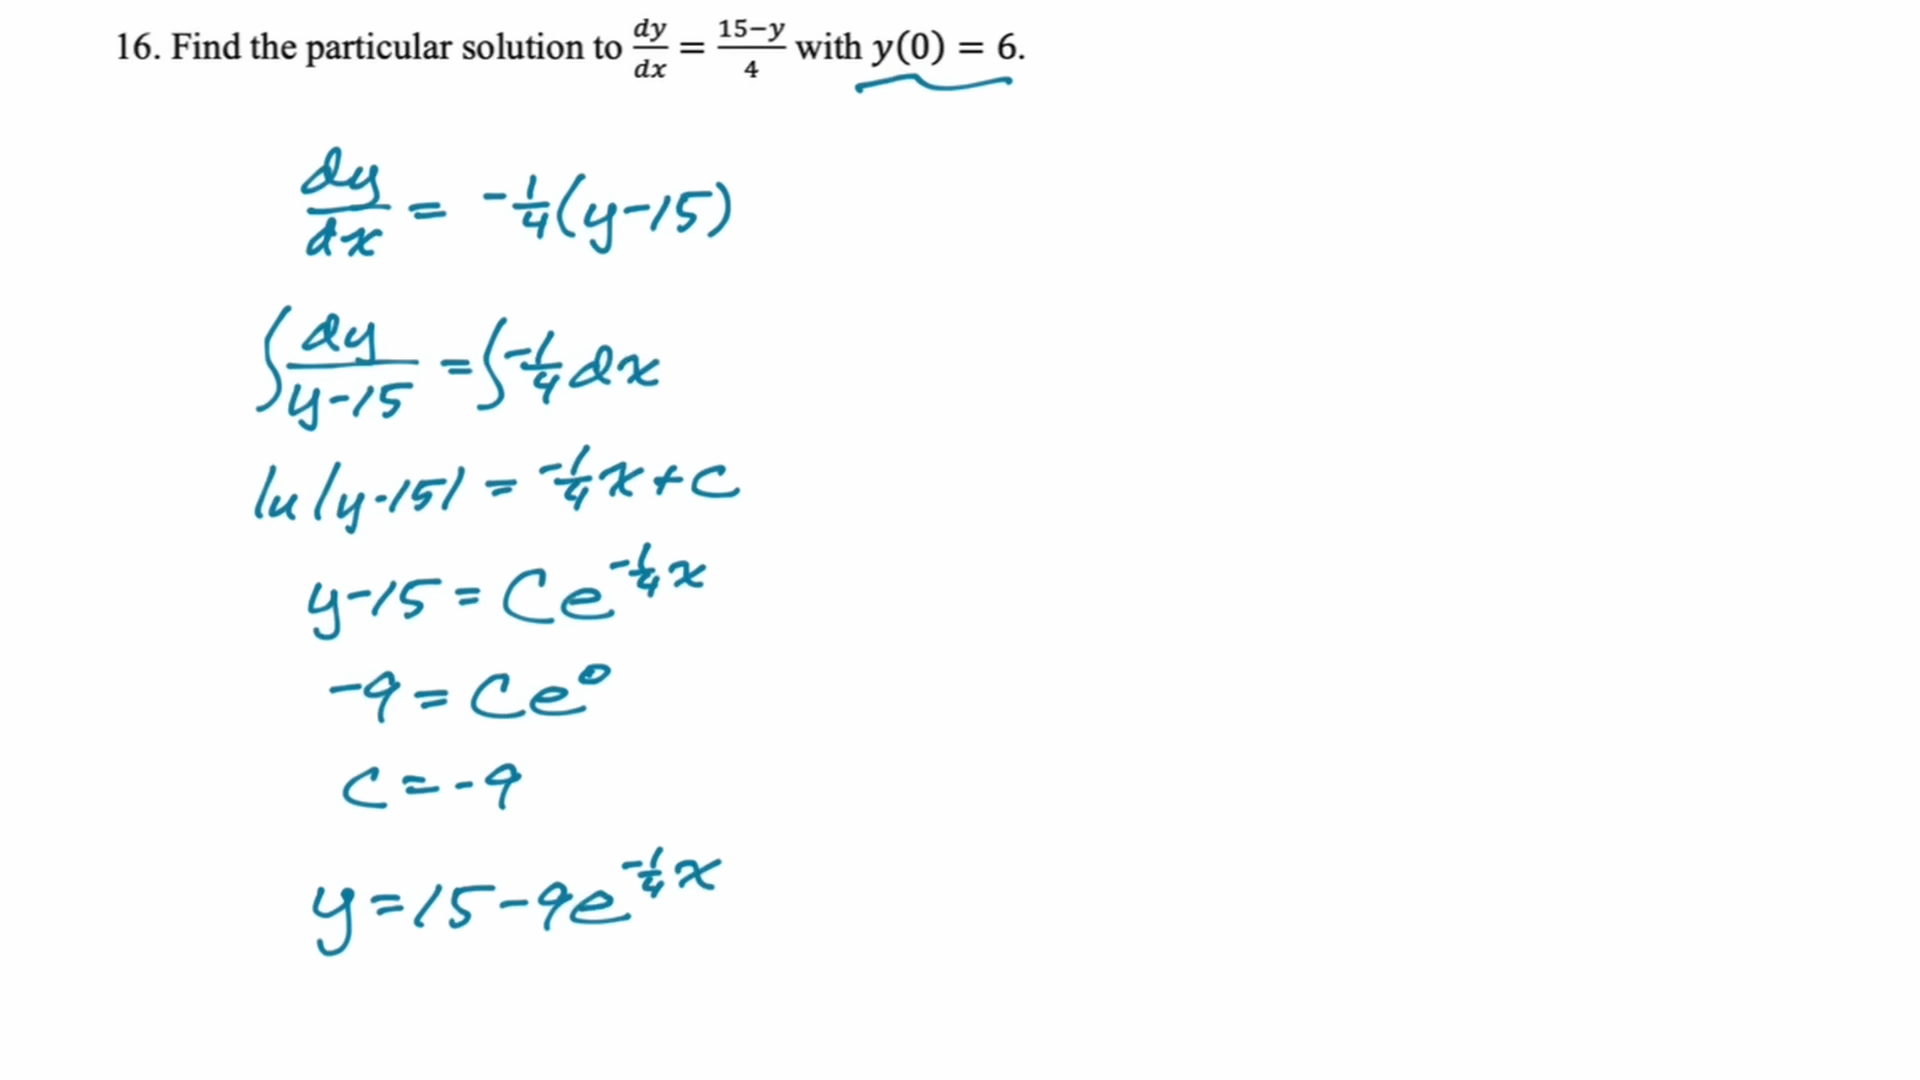 16. Find the particular solution to dy/dx = (15−y)/4 with y(0) = 6.
dy/dx = -1/4(y-15)
∫ dy/(y-15) = ∫ -1/4 dx
ln|y-15| = -1/4x + c
y-15 = Ce^(-1/4x)
-9 = Ce^0
c = -9
y = 15-9e^(-1/4x)